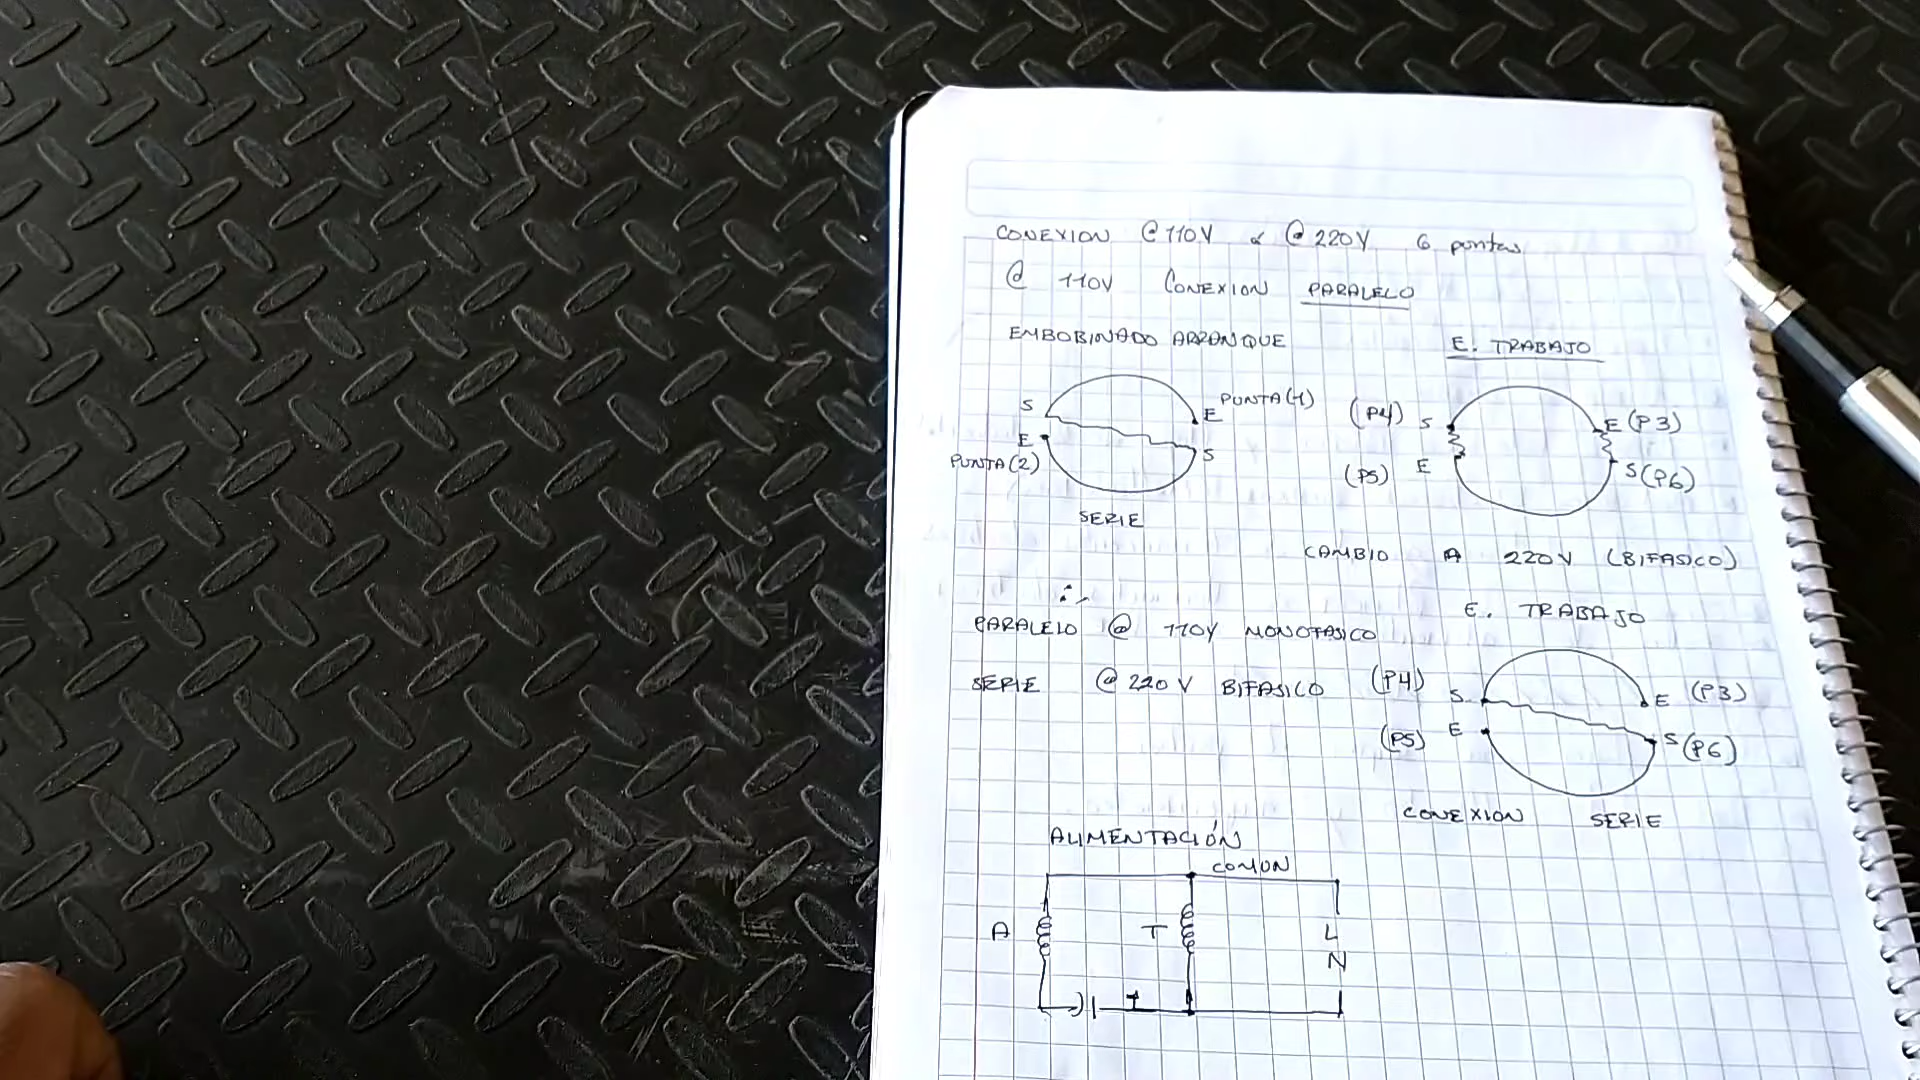 CONEXION @ 110V & @ 220V 6 puntas
@ 110V CONEXION PARALELO
EMBOBINADO ARRANQUE
E. TRABAJO
S
E PUNTA(1)
E
PUNTA(2)
S
SERIE
(P4) S
E (P3)
(P5) E
S (P6)
CAMBIO A 220V (BIFASICO)
E. TRABAJO
PARALELO @ 110V MONOFASICO
SERIE @ 220V BIFASICO
(P4) S
E (P3)
(P5) E
S (P6)
CONEXION SERIE
ALIMENTACIÓN
COMUN
A
T
L
N